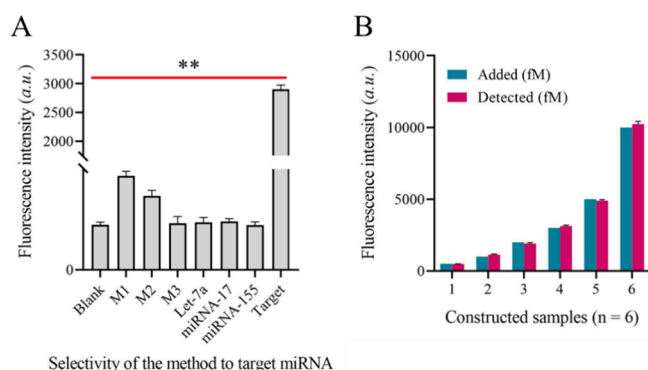 A
Fluorescence intensity (a.u.)
3500
3000
2500
2000
0
**
Blank
M1
M2
M3
Let-7a
miRNA-17
miRNA-155
Target
Selectivity of the method to target miRNA
B
Fluorescence intensity (a.u.)
15000
10000
5000
0
Added (fM)
Detected (fM)
1 2 3 4 5 6
Constructed samples (n = 6)